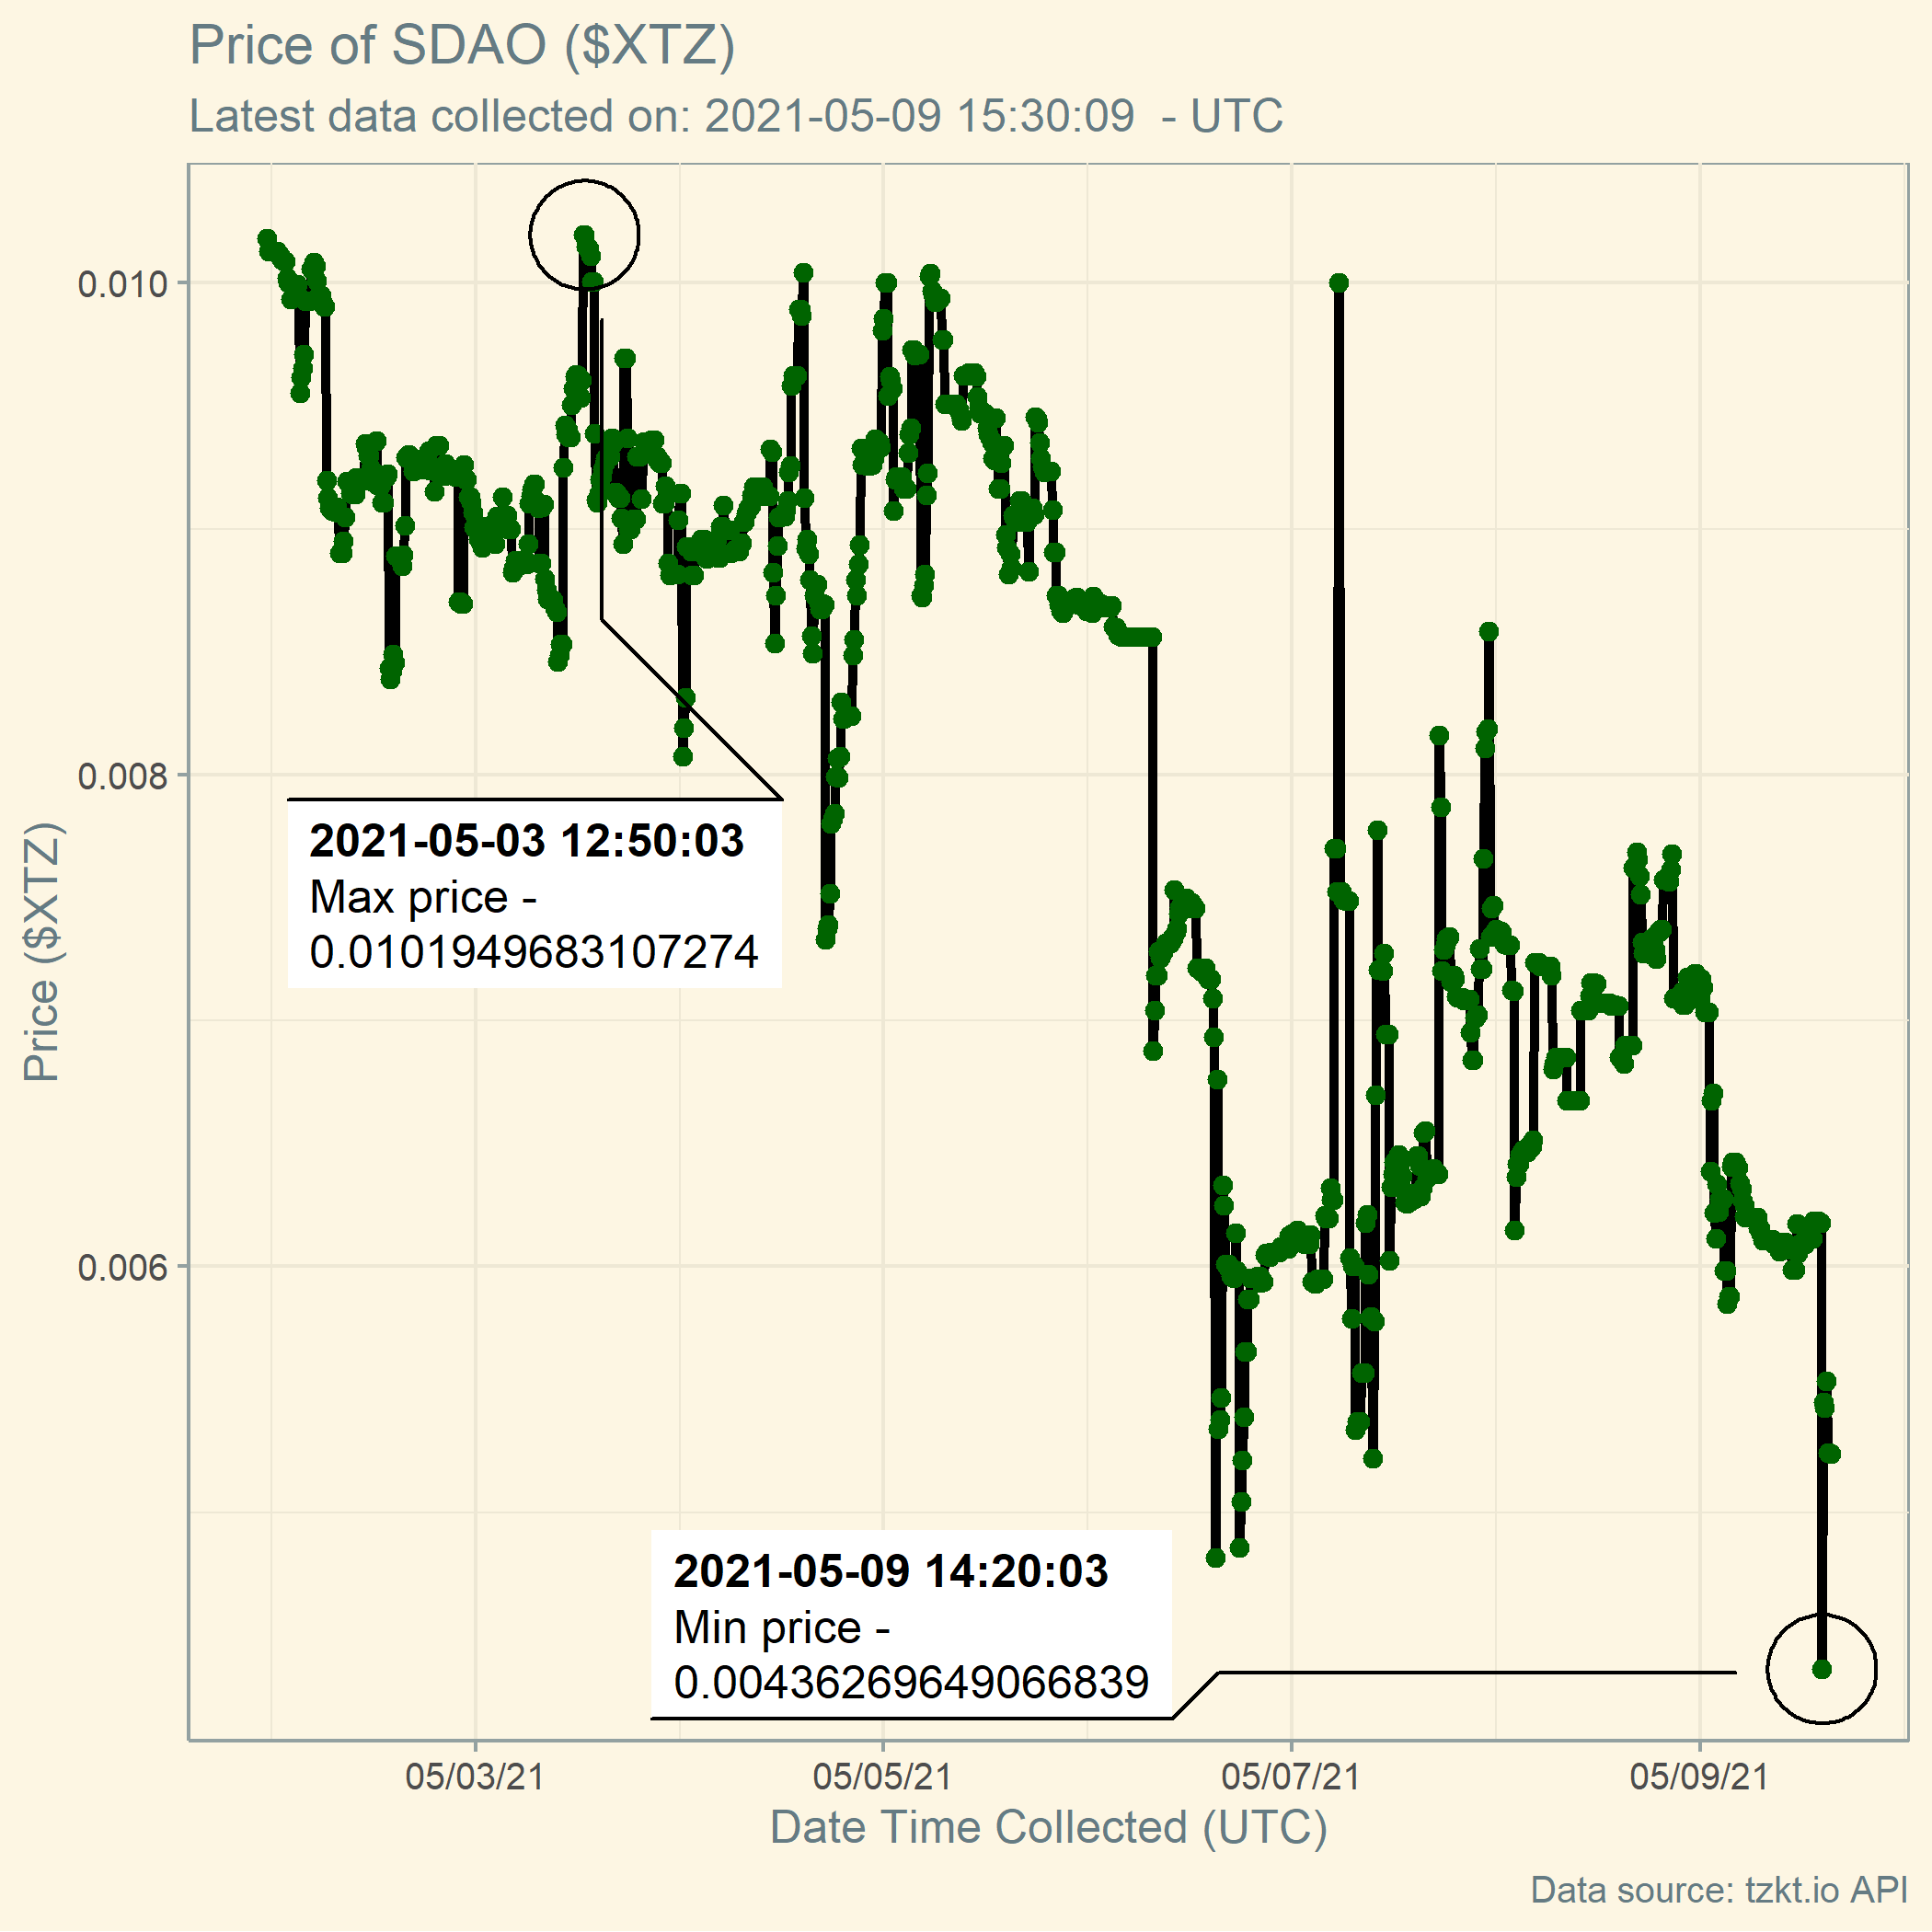 Price of SDAO ($XTZ)
Latest data collected on: 2021-05-09 15:30:09  - UTC
0.010
0.008
0.006
Price ($XTZ)
2021-05-03 12:50:03
Max price -
0.0101949683107274
2021-05-09 14:20:03
Min price -
0.00436269649066839
05/03/21
05/05/21
05/07/21
05/09/21
Date Time Collected (UTC)
Data source: tzkt.io API